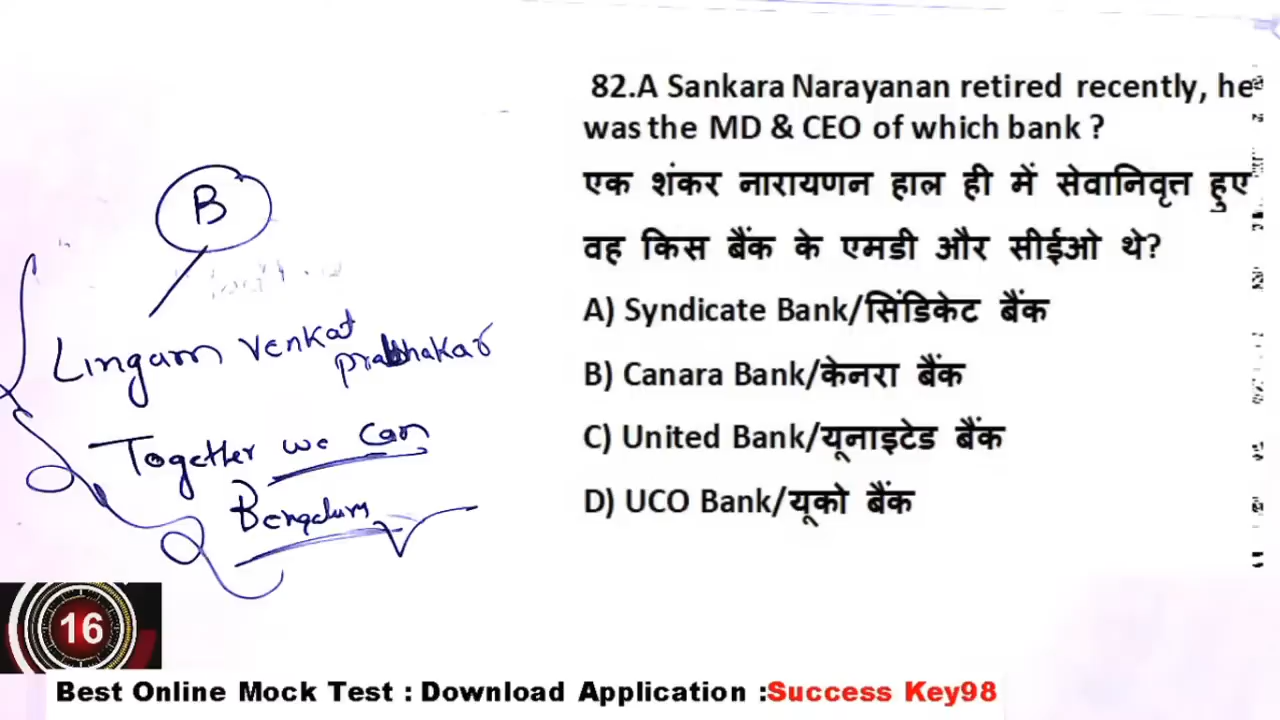 82.A Sankara Narayanan retired recently, he
was the MD & CEO of which bank ?
एक शंकर नारायणन हाल ही में सेवानिवृत्त हुए
वह किस बैंक के एमडी और सीईओ थे?
A) Syndicate Bank/सिंडिकेट बैंक
B) Canara Bank/केनरा बैंक
C) United Bank/यूनाइटेड बैंक
D) UCO Bank/यूको बैंक
B
Lingam Venkat
prabhakar
Together we can
Bengalum
16
Best Online Mock Test : Download Application :Success Key98